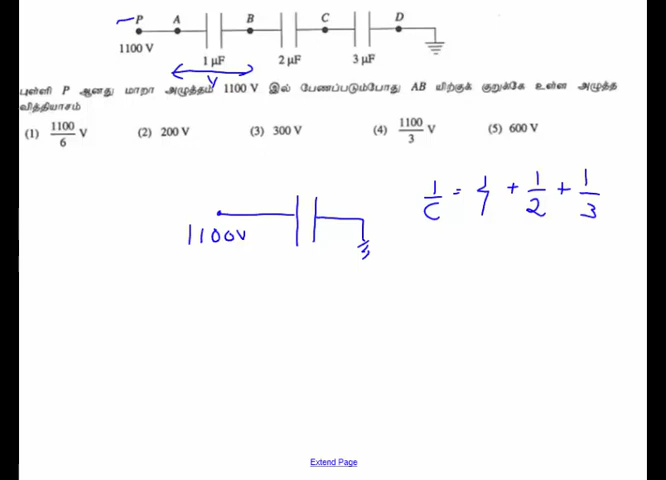 P A B C D
1100 V
1 μF 2 μF 3 μF
V
புள்ளி P ஆனது மாறா அழுத்தம் 1100 V இல் பேணப்படும்போது AB யிற்குக் குறுக்கே உள்ள அழுத்த
வித்தியாசம்
(1) 1100/6 V (2) 200 V (3) 300 V (4) 1100/3 V (5) 600 V
1/C = 1/1 + 1/2 + 1/3
1100V
Extend Page